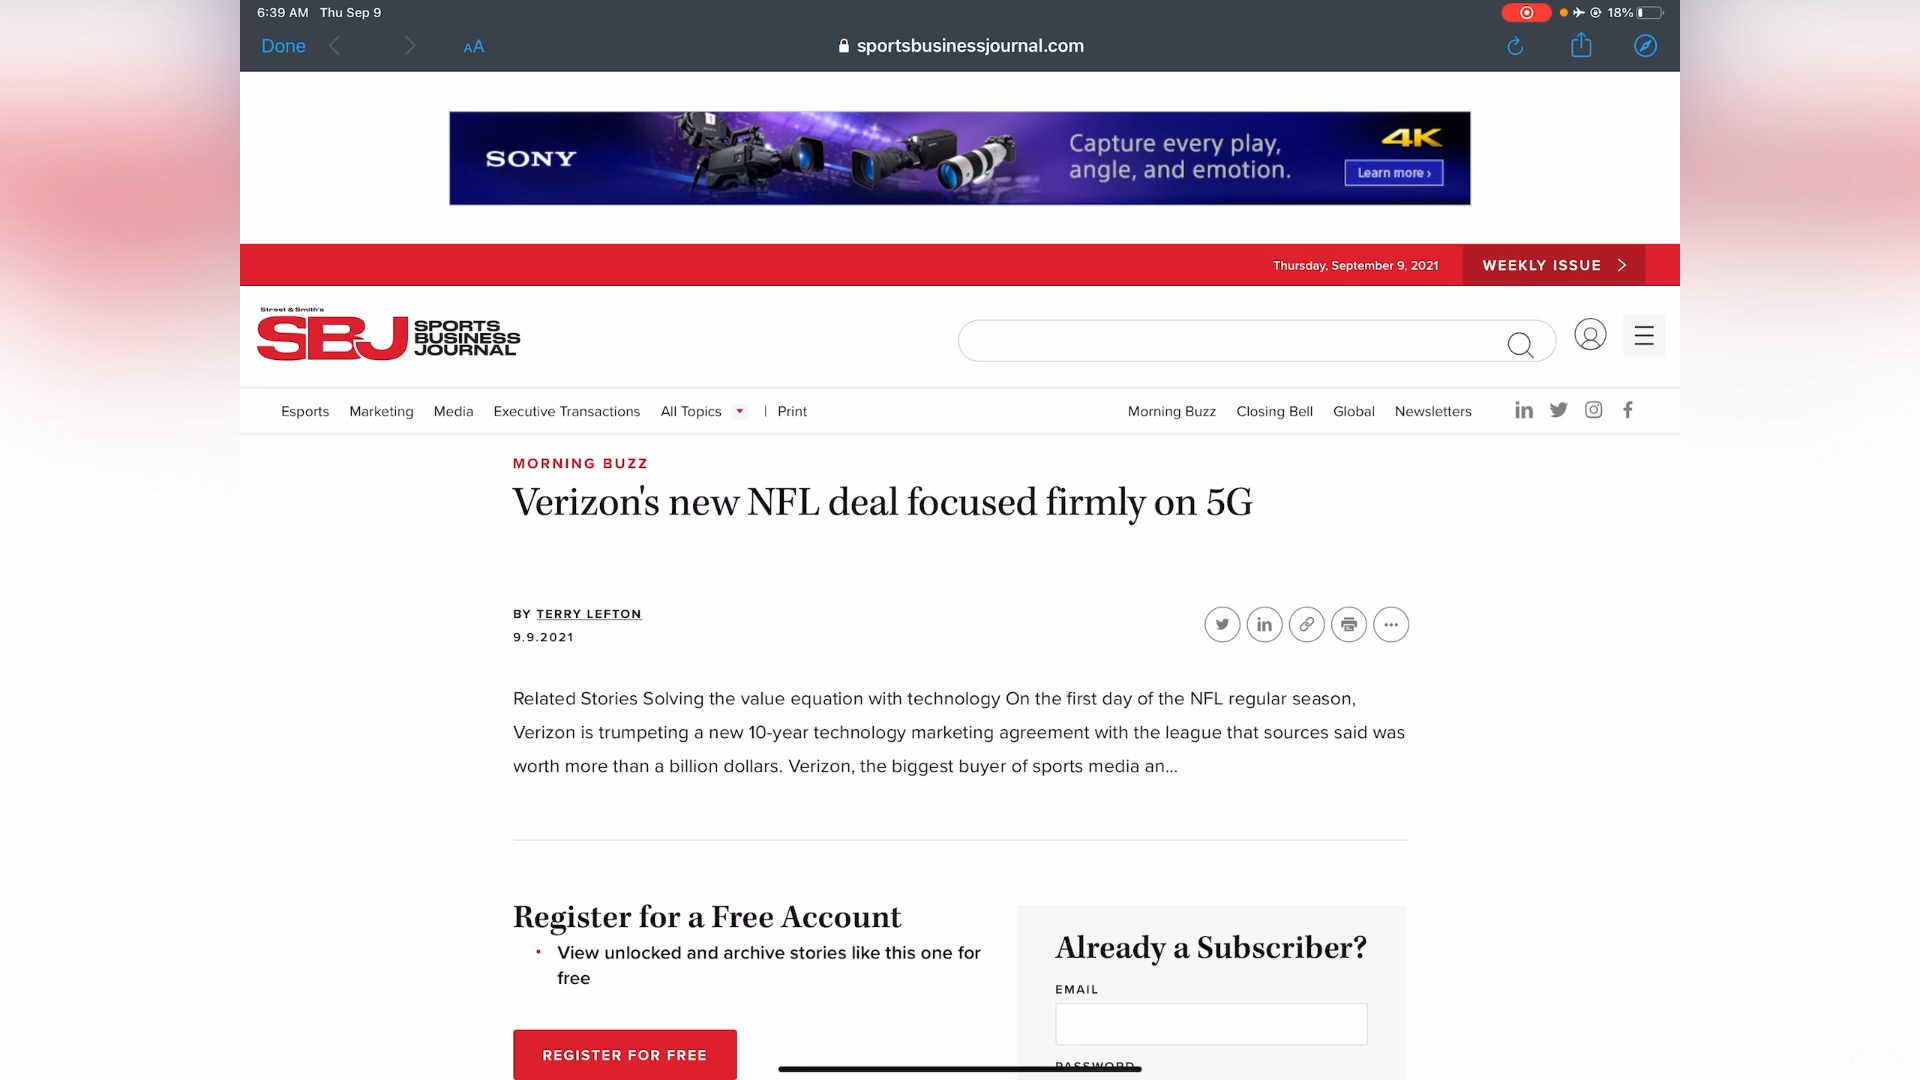 6:39 AM Thu Sep 9
18%
Done
AA
sportsbusinessjournal.com
SONY
Capture every play,
angle, and emotion.
4K
Learn more ›
Thursday, September 9, 2021
WEEKLY ISSUE
Street & Smith's
SBJ
SPORTS
BUSINESS
JOURNAL
Esports Marketing Media Executive Transactions All Topics | Print
Morning Buzz Closing Bell Global Newsletters
MORNING BUZZ
Verizon's new NFL deal focused firmly on 5G
BY TERRY LEFTON
9.9.2021
Related Stories Solving the value equation with technology On the first day of the NFL regular season,
Verizon is trumpeting a new 10-year technology marketing agreement with the league that sources said was
worth more than a billion dollars. Verizon, the biggest buyer of sports media an...
Register for a Free Account
• View unlocked and archive stories like this one for
free
REGISTER FOR FREE
Already a Subscriber?
EMAIL
PASSWORD